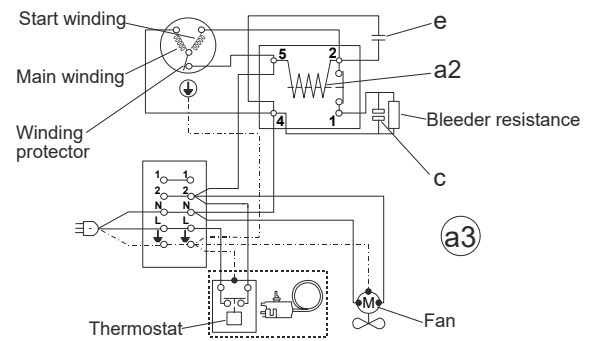 Start winding
e
5 2
a2
Main winding
4 1
Bleeder resistance
Winding
protector
c
1 1
2 2
N N
L L
a3
M
Fan
Thermostat